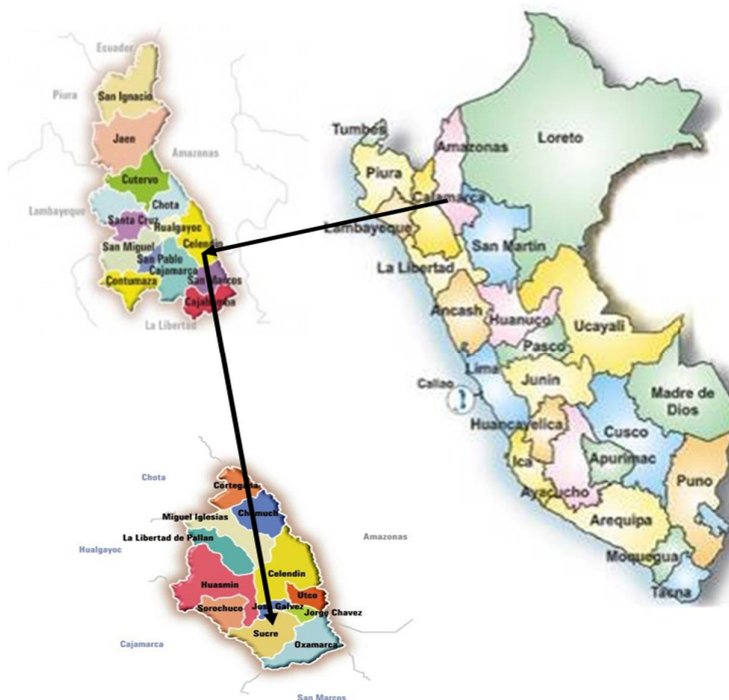 Ecuador
Piura
San Ignacio
Jaen
Amazonas
Cutervo
Lambayeque
Chota
Santa Cruz
Hualgayoc
San Miguel
Celendín
San Pablo
Cajamarca
San Marcos
Contumaza
Cajabamba
La Libertad
Tumbes
Loreto
Amazonas
Piura
Cajamarca
Lambayeque
San Martin
La Libertad
Ancash
Huanuco
Ucayali
Pasco
Lima
Callao
Junin
Madre de
Dios
Huancavelica
Cusco
Ica
Apurimac
Puno
Ayacucho
Arequipa
Moquegua
Tacna
Chota
Cortegana
Chumuch
Miguel Iglesias
La Libertad de Pallan
Amazonas
Hualgayoc
Celendín
Huasmin
Utco
Sorochuco
José Galvez
Jorge Chavez
Sucre
Cajamarca
Oxamarca
San Marcos